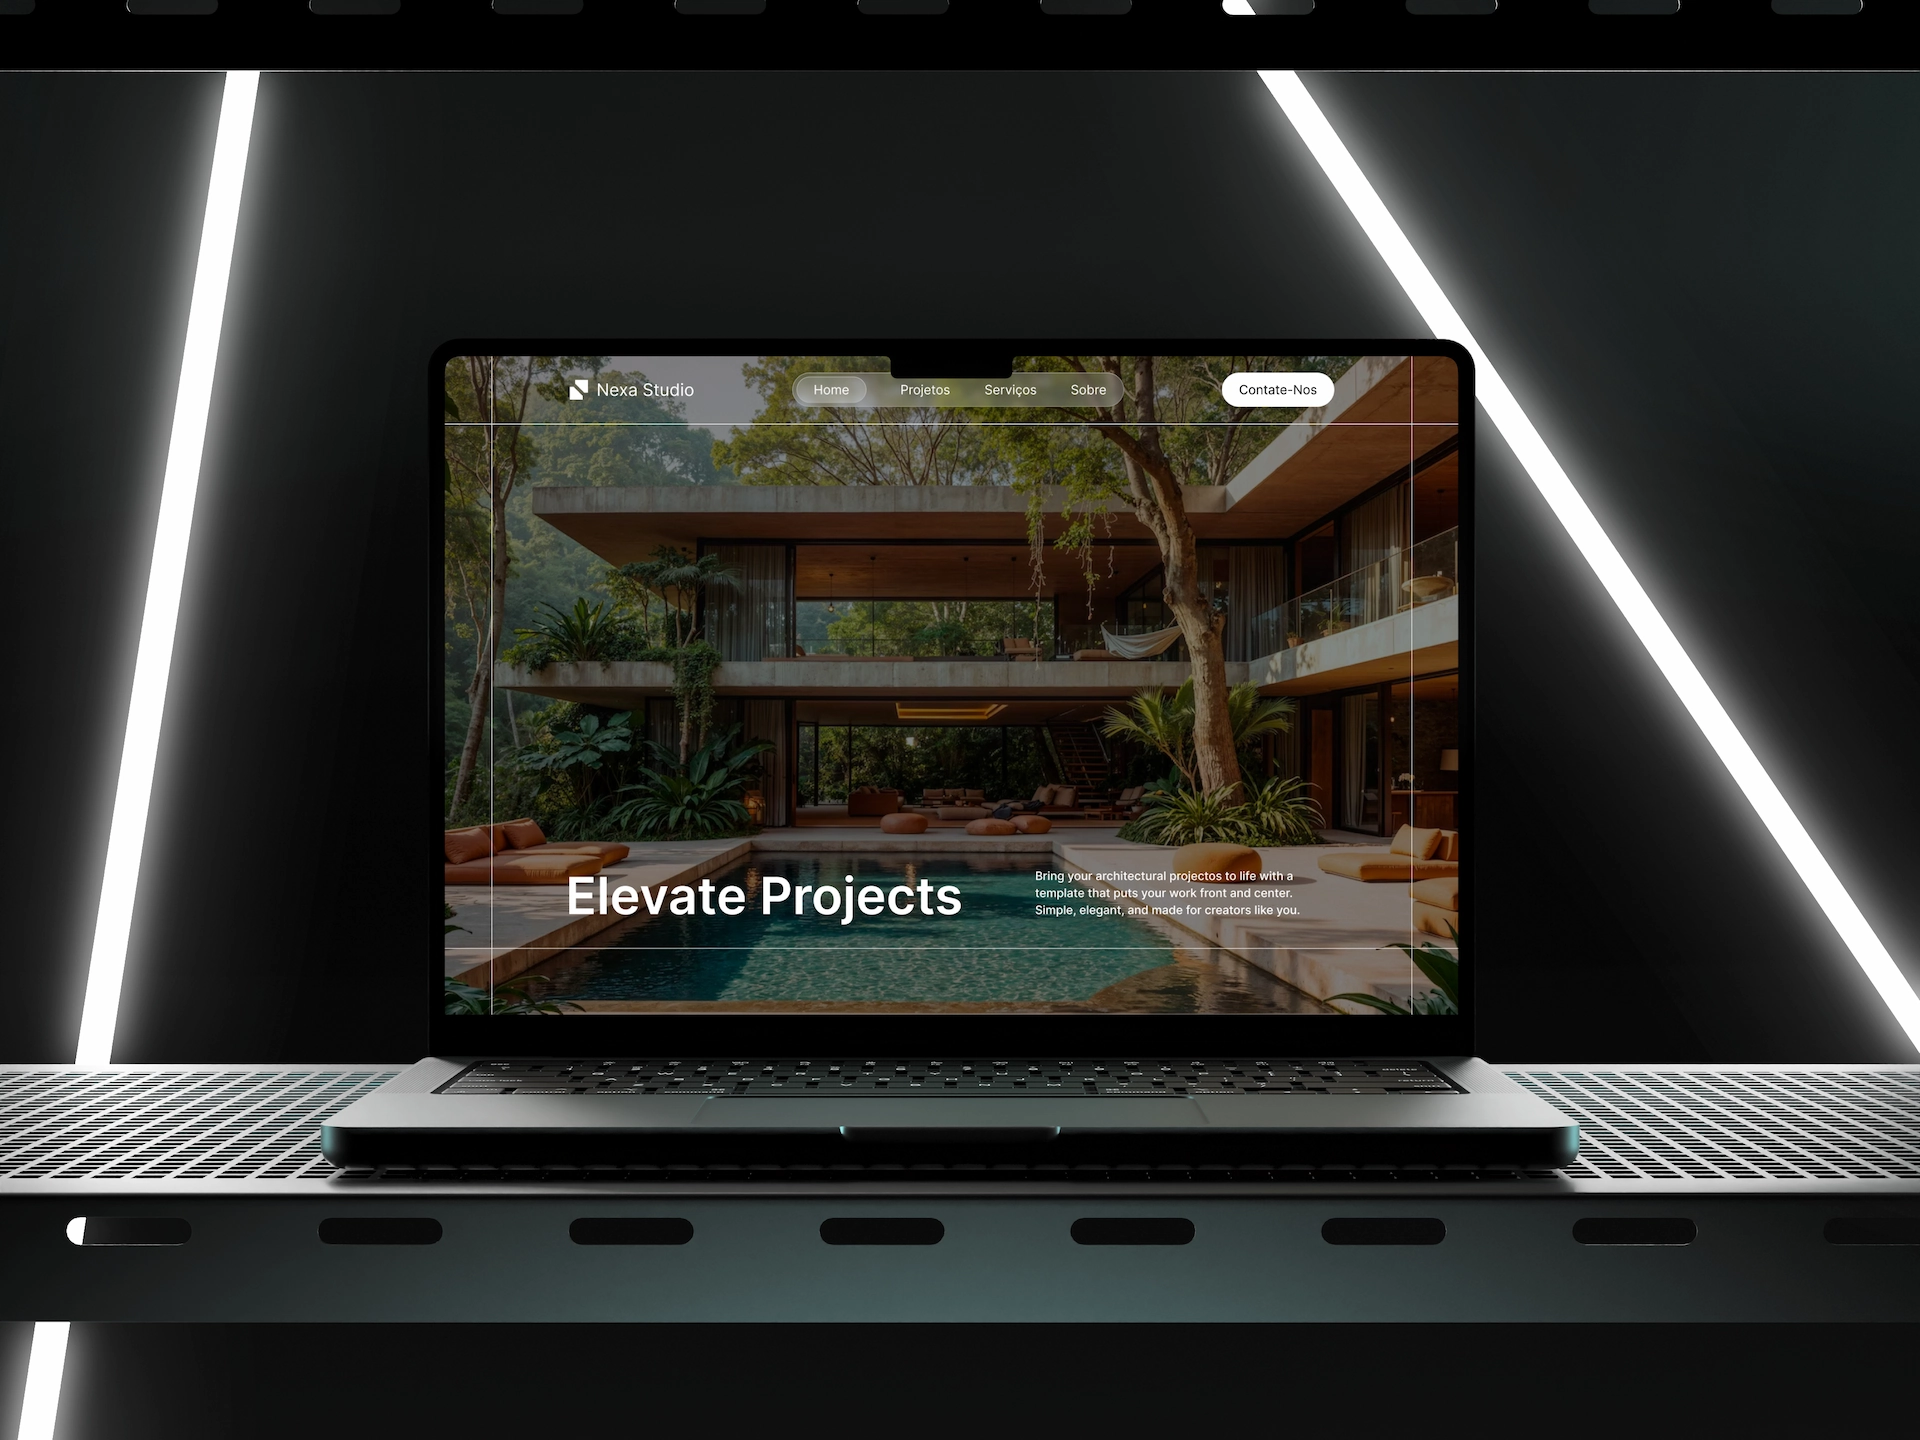 Nexa Studio
Home Projetos Serviços Sobre
Contate-Nos
Elevate Projects
Bring your architectural projectos to life with a
template that puts your work front and center.
Simple, elegant, and made for creators like you.